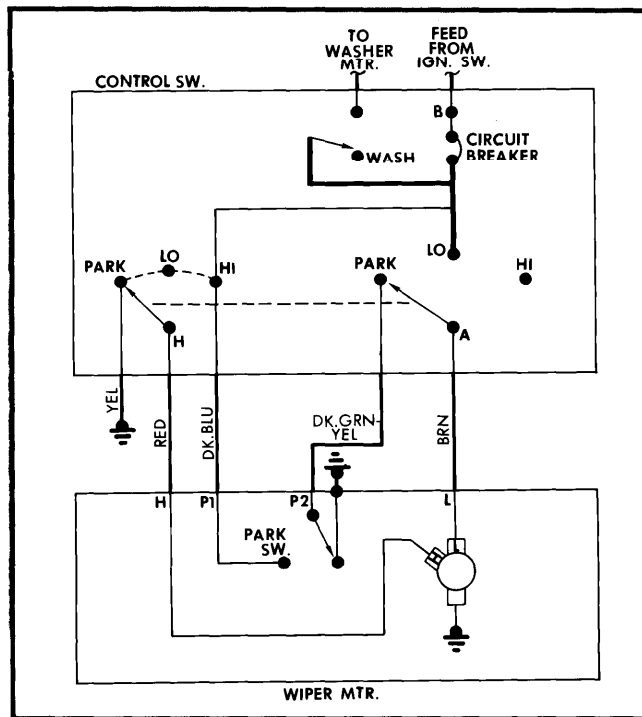 TO
WASHER
MTR.
FEED
FROM
IGN. SW.
CONTROL SW.
B
CIRCUIT
BREAKER
WASH
LO
LO
PARK
HI
PARK
HI
H
A
YEL
RED
DK.BLU
DK.GRN-
YEL
BRN
H
P1
P2
L
PARK
SW.
H
L
WIPER MTR.